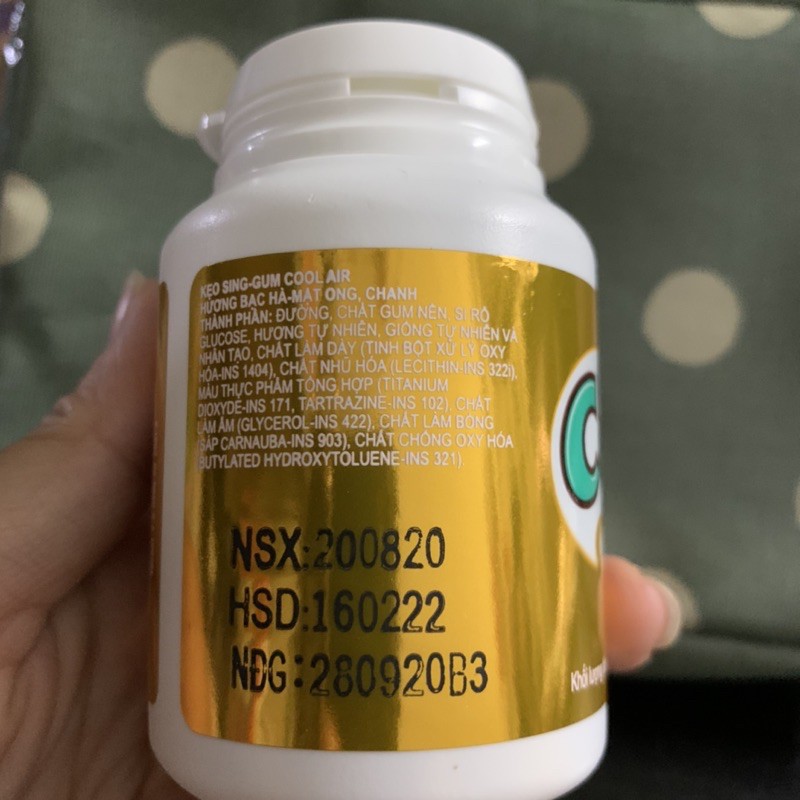 KẸO SING-GUM COOL AIR
HƯƠNG BẠC HÀ-MẬT ONG, CHANH
THÀNH PHẦN: ĐƯỜNG, CHẤT GUM NỀN, SI RÔ
GLUCOSE, HƯƠNG TỰ NHIÊN, GIỐNG TỰ NHIÊN VÀ
NHÂN TẠO, CHẤT LÀM DÀY (TINH BỘT XỬ LÝ OXY
HÓA-INS 1404), CHẤT NHŨ HÓA (LECITHIN-INS 322i),
MÀU THỰC PHẨM TỔNG HỢP (TITANIUM
DIOXYDE-INS 171, TARTRAZINE-INS 102), CHẤT
LÀM ẨM (GLYCEROL-INS 422), CHẤT LÀM BÓNG
(SÁP CARNAUBA-INS 903), CHẤT CHỐNG OXY HÓA
(BUTYLATED HYDROXYTOLUENE-INS 321).
NSX:200820
HSD:160222
NĐG:280920B3
C
Khối lượng